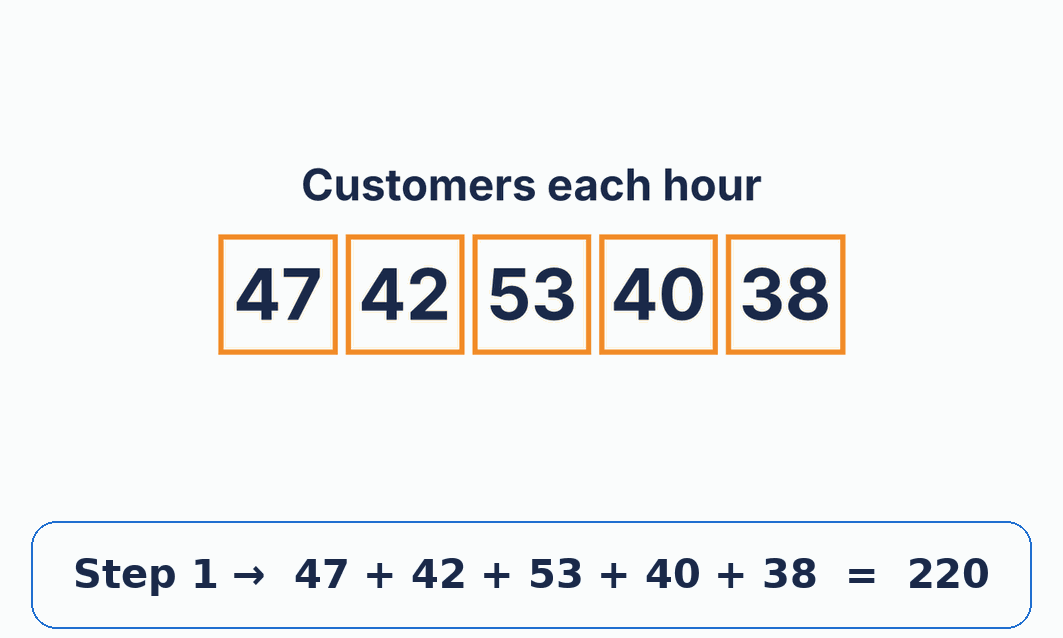 Customers each hour
47 42 53 40 38
Step 1 → 47 + 42 + 53 + 40 + 38 = 220